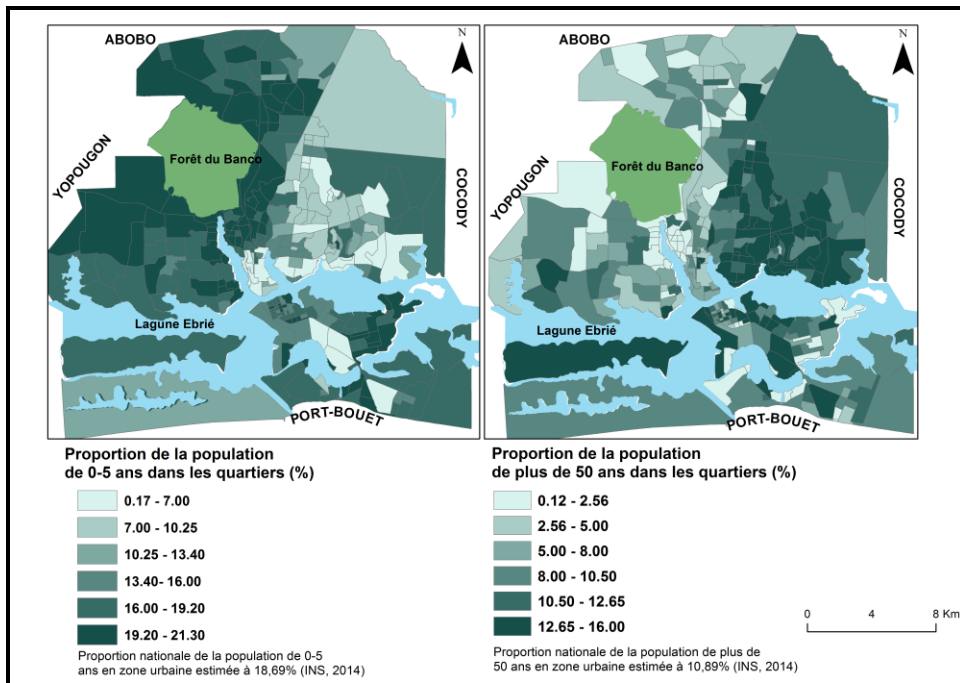 ABOBO
N
Forêt du Banco
YOPOUGON
COCODY
Lagune Ebrié
PORT-BOUET
Proportion de la population
de 0-5 ans dans les quartiers (%)
0.17 - 7.00
7.00 - 10.25
10.25 - 13.40
13.40- 16.00
16.00 - 19.20
19.20 - 21.30
Proportion nationale de la population de 0-5
ans en zone urbaine estimée à 18,69% (INS, 2014)
ABOBO
N
Forêt du Banco
YOPOUGON
COCODY
Lagune Ebrié
PORT-BOUET
Proportion de la population
de plus de 50 ans dans les quartiers (%)
0.12 - 2.56
2.56 - 5.00
5.00 - 8.00
8.00 - 10.50
10.50 - 12.65
12.65 - 16.00
Proportion nationale de la population de plus de
50 ans en zone urbaine estimée à 10,89% (INS, 2014)
0 4 8 Km